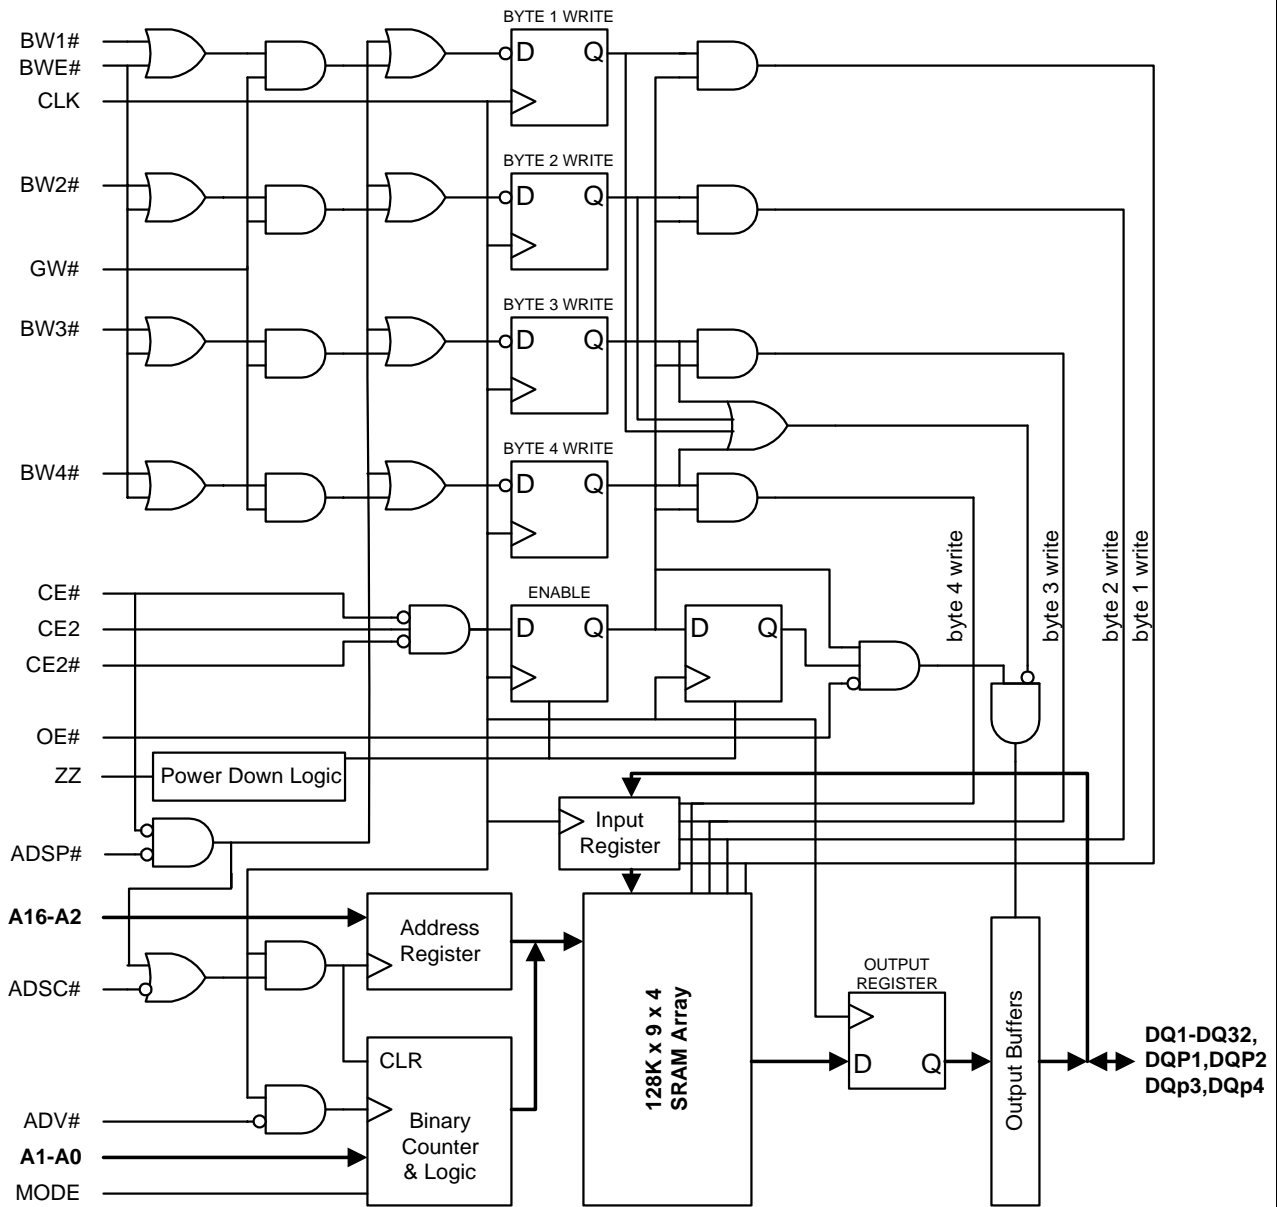 BYTE 1 WRITE
BW1#
BWE#
CLK
D
Q
BYTE 2 WRITE
BW2#
D
Q
GW#
BYTE 3 WRITE
BW3#
D
Q
BYTE 4 WRITE
BW4#
D
Q
byte 4 write
byte 3 write
byte 2 write
byte 1 write
CE#
CE2
CE2#
ENABLE
D
Q
D
Q
OE#
ZZ
Power Down Logic
Input
Register
ADSP#
A16-A2
Address
Register
ADSC#
CLR
Binary
Counter
& Logic
ADV#
A1-A0
MODE
128K x 9 x 4
SRAM Array
OUTPUT
REGISTER
D
Q
Output Buffers
DQ1-DQ32,
DQP1,DQP2
DQp3,DQp4